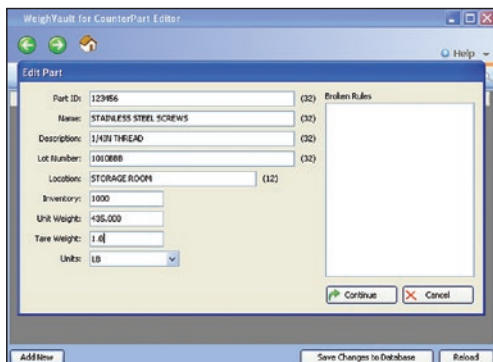 WeighVault for CounterPart Editor
Help
Edit Part
Part ID: 123456 (32) Broken Rules
Name: STAINLESS STEEL SCREWS (32)
Description: 1/4IN THREAD (32)
Lot Number: 1010888 (32)
Location: STORAGE ROOM (12)
Inventory: 1000
Unit Weight: 435.000
Tare Weight: 1.0
Units: LB
Continue Cancel
Add New Save Changes to Database Reload